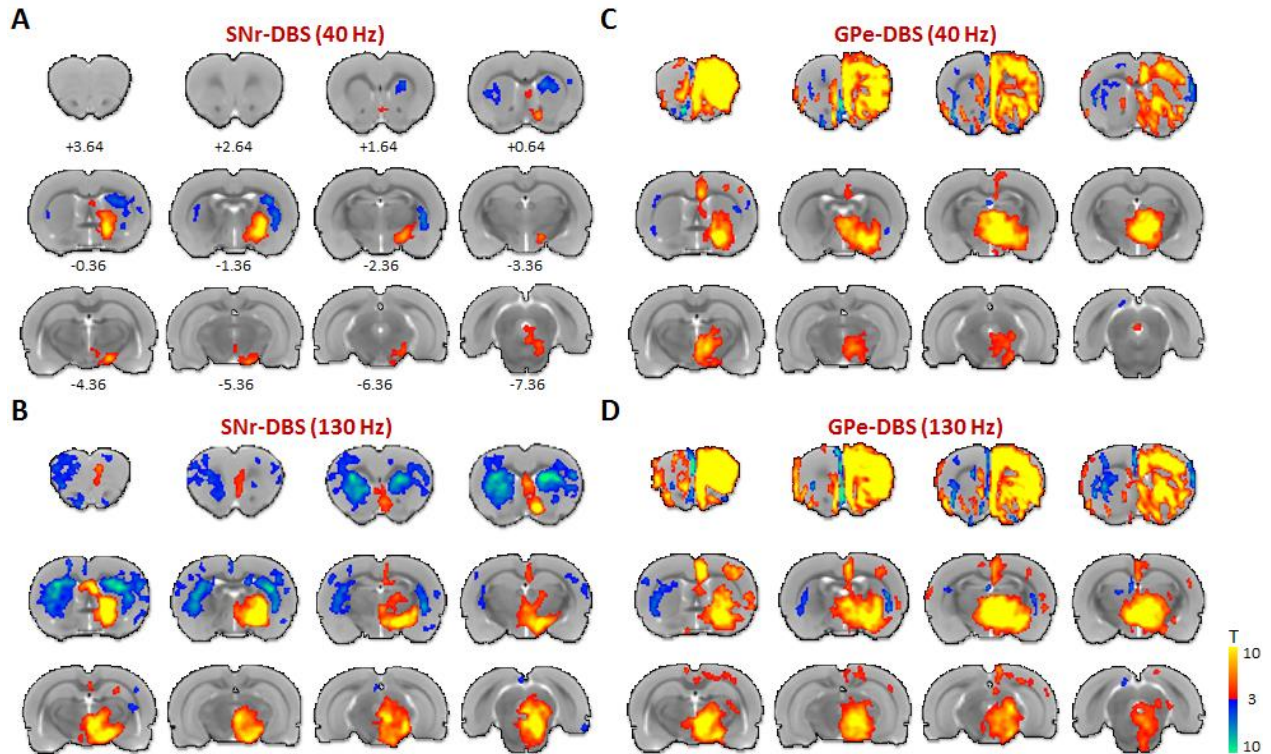 A
SNr-DBS (40 Hz)
+3.64
+2.64
+1.64
+0.64
-0.36
-1.36
-2.36
-3.36
-4.36
-5.36
-6.36
-7.36
B
SNr-DBS (130 Hz)
C
GPe-DBS (40 Hz)
D
GPe-DBS (130 Hz)
T
10
3
10